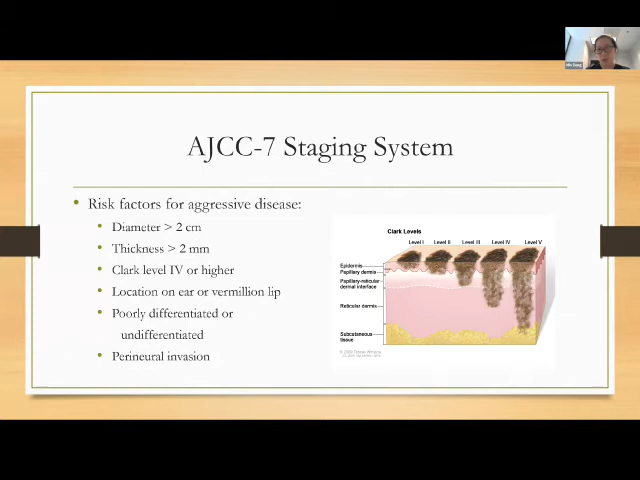 AJCC-7 Staging System
• Risk factors for aggressive disease:
• Diameter > 2 cm
• Thickness > 2 mm
• Clark level IV or higher
• Location on ear or vermillion lip
• Poorly differentiated or
undifferentiated
• Perineural invasion
Clark Levels
Level I Level II Level III Level IV Level V
Epidermis
Papillary dermis
Papillary-reticular
dermal interface
Reticular dermis
Subcutaneous
tissue